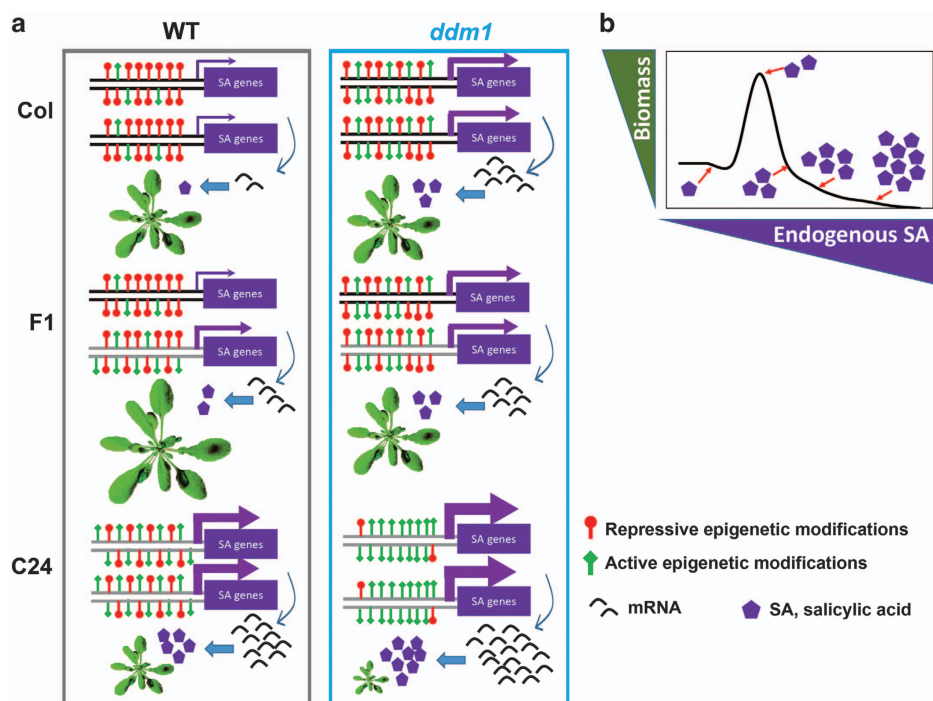 a
WT
ddm1
Col
SA genes
SA genes
SA genes
SA genes
F1
SA genes
SA genes
SA genes
SA genes
C24
SA genes
SA genes
SA genes
SA genes
b
Biomass
Endogenous SA
Repressive epigenetic modifications
Active epigenetic modifications
mRNA
SA, salicylic acid